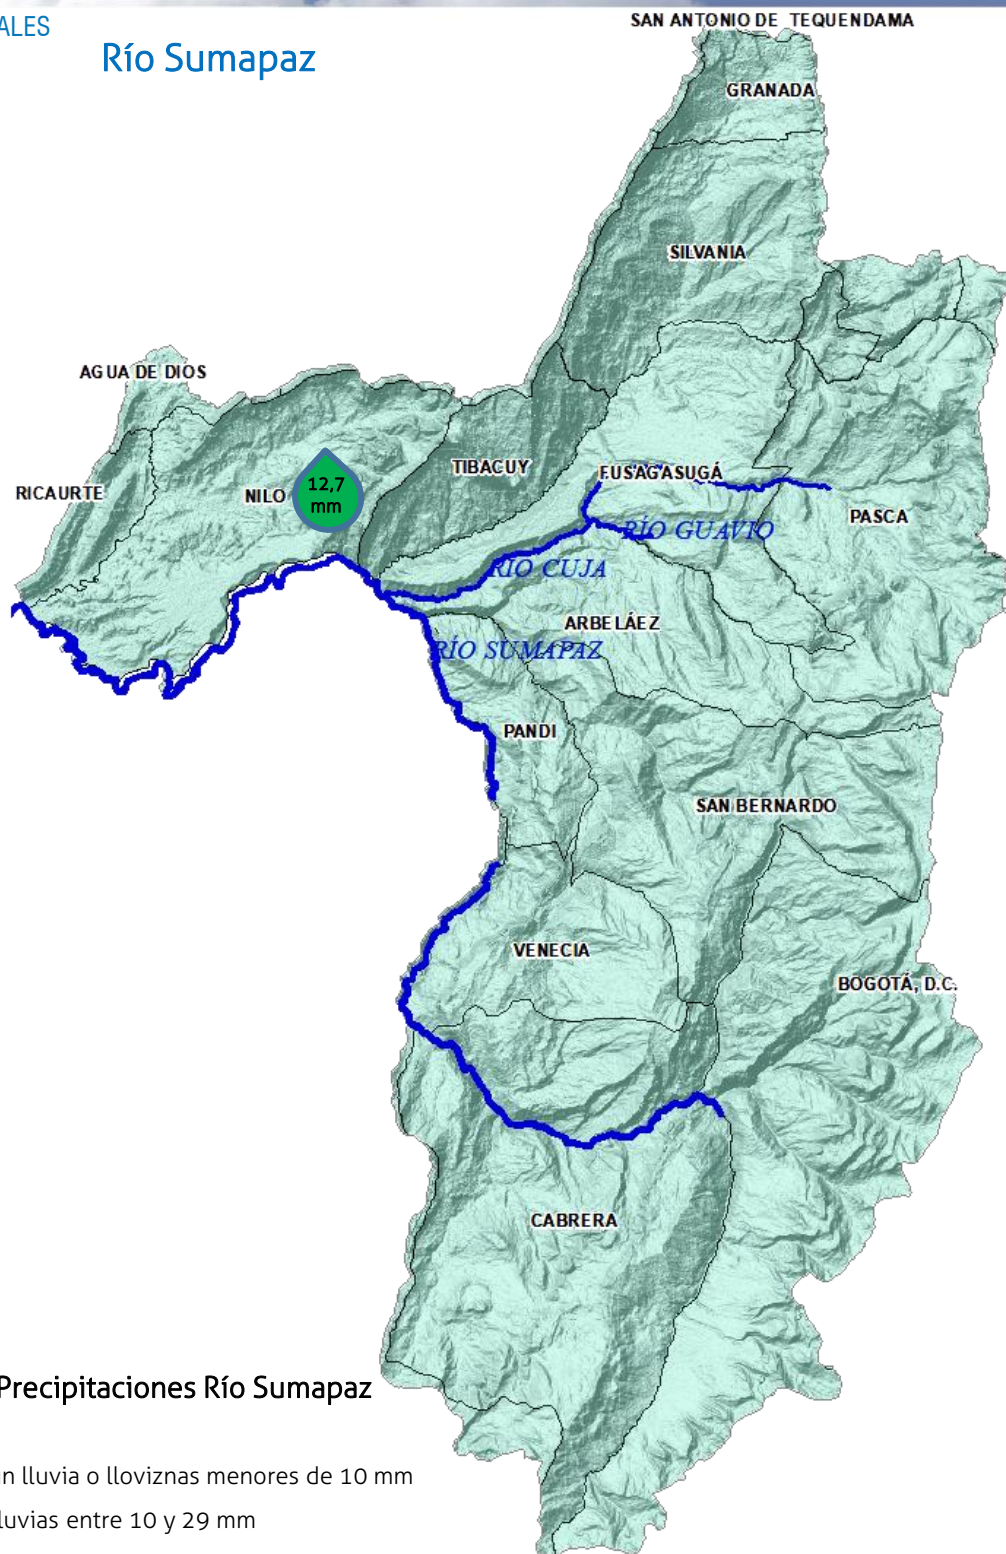 ALES
Río Sumapaz
SAN ANTONIO DE TEQUENDAMA
GRANADA
SILVANIA
AGUA DE DIOS
TIBACUY
FUSAGASUGÁ
RICAURTE
NILO
12,7
mm
PASCA
RÍO GUAVIO
RÍO CUJA
ARBELÁEZ
RÍO SUMAPAZ
PANDI
SAN BERNARDO
VENECIA
BOGOTÁ, D.C.
CABRERA
Precipitaciones Río Sumapaz
an lluvia o lloviznas menores de 10 mm
luvias entre 10 y 29 mm